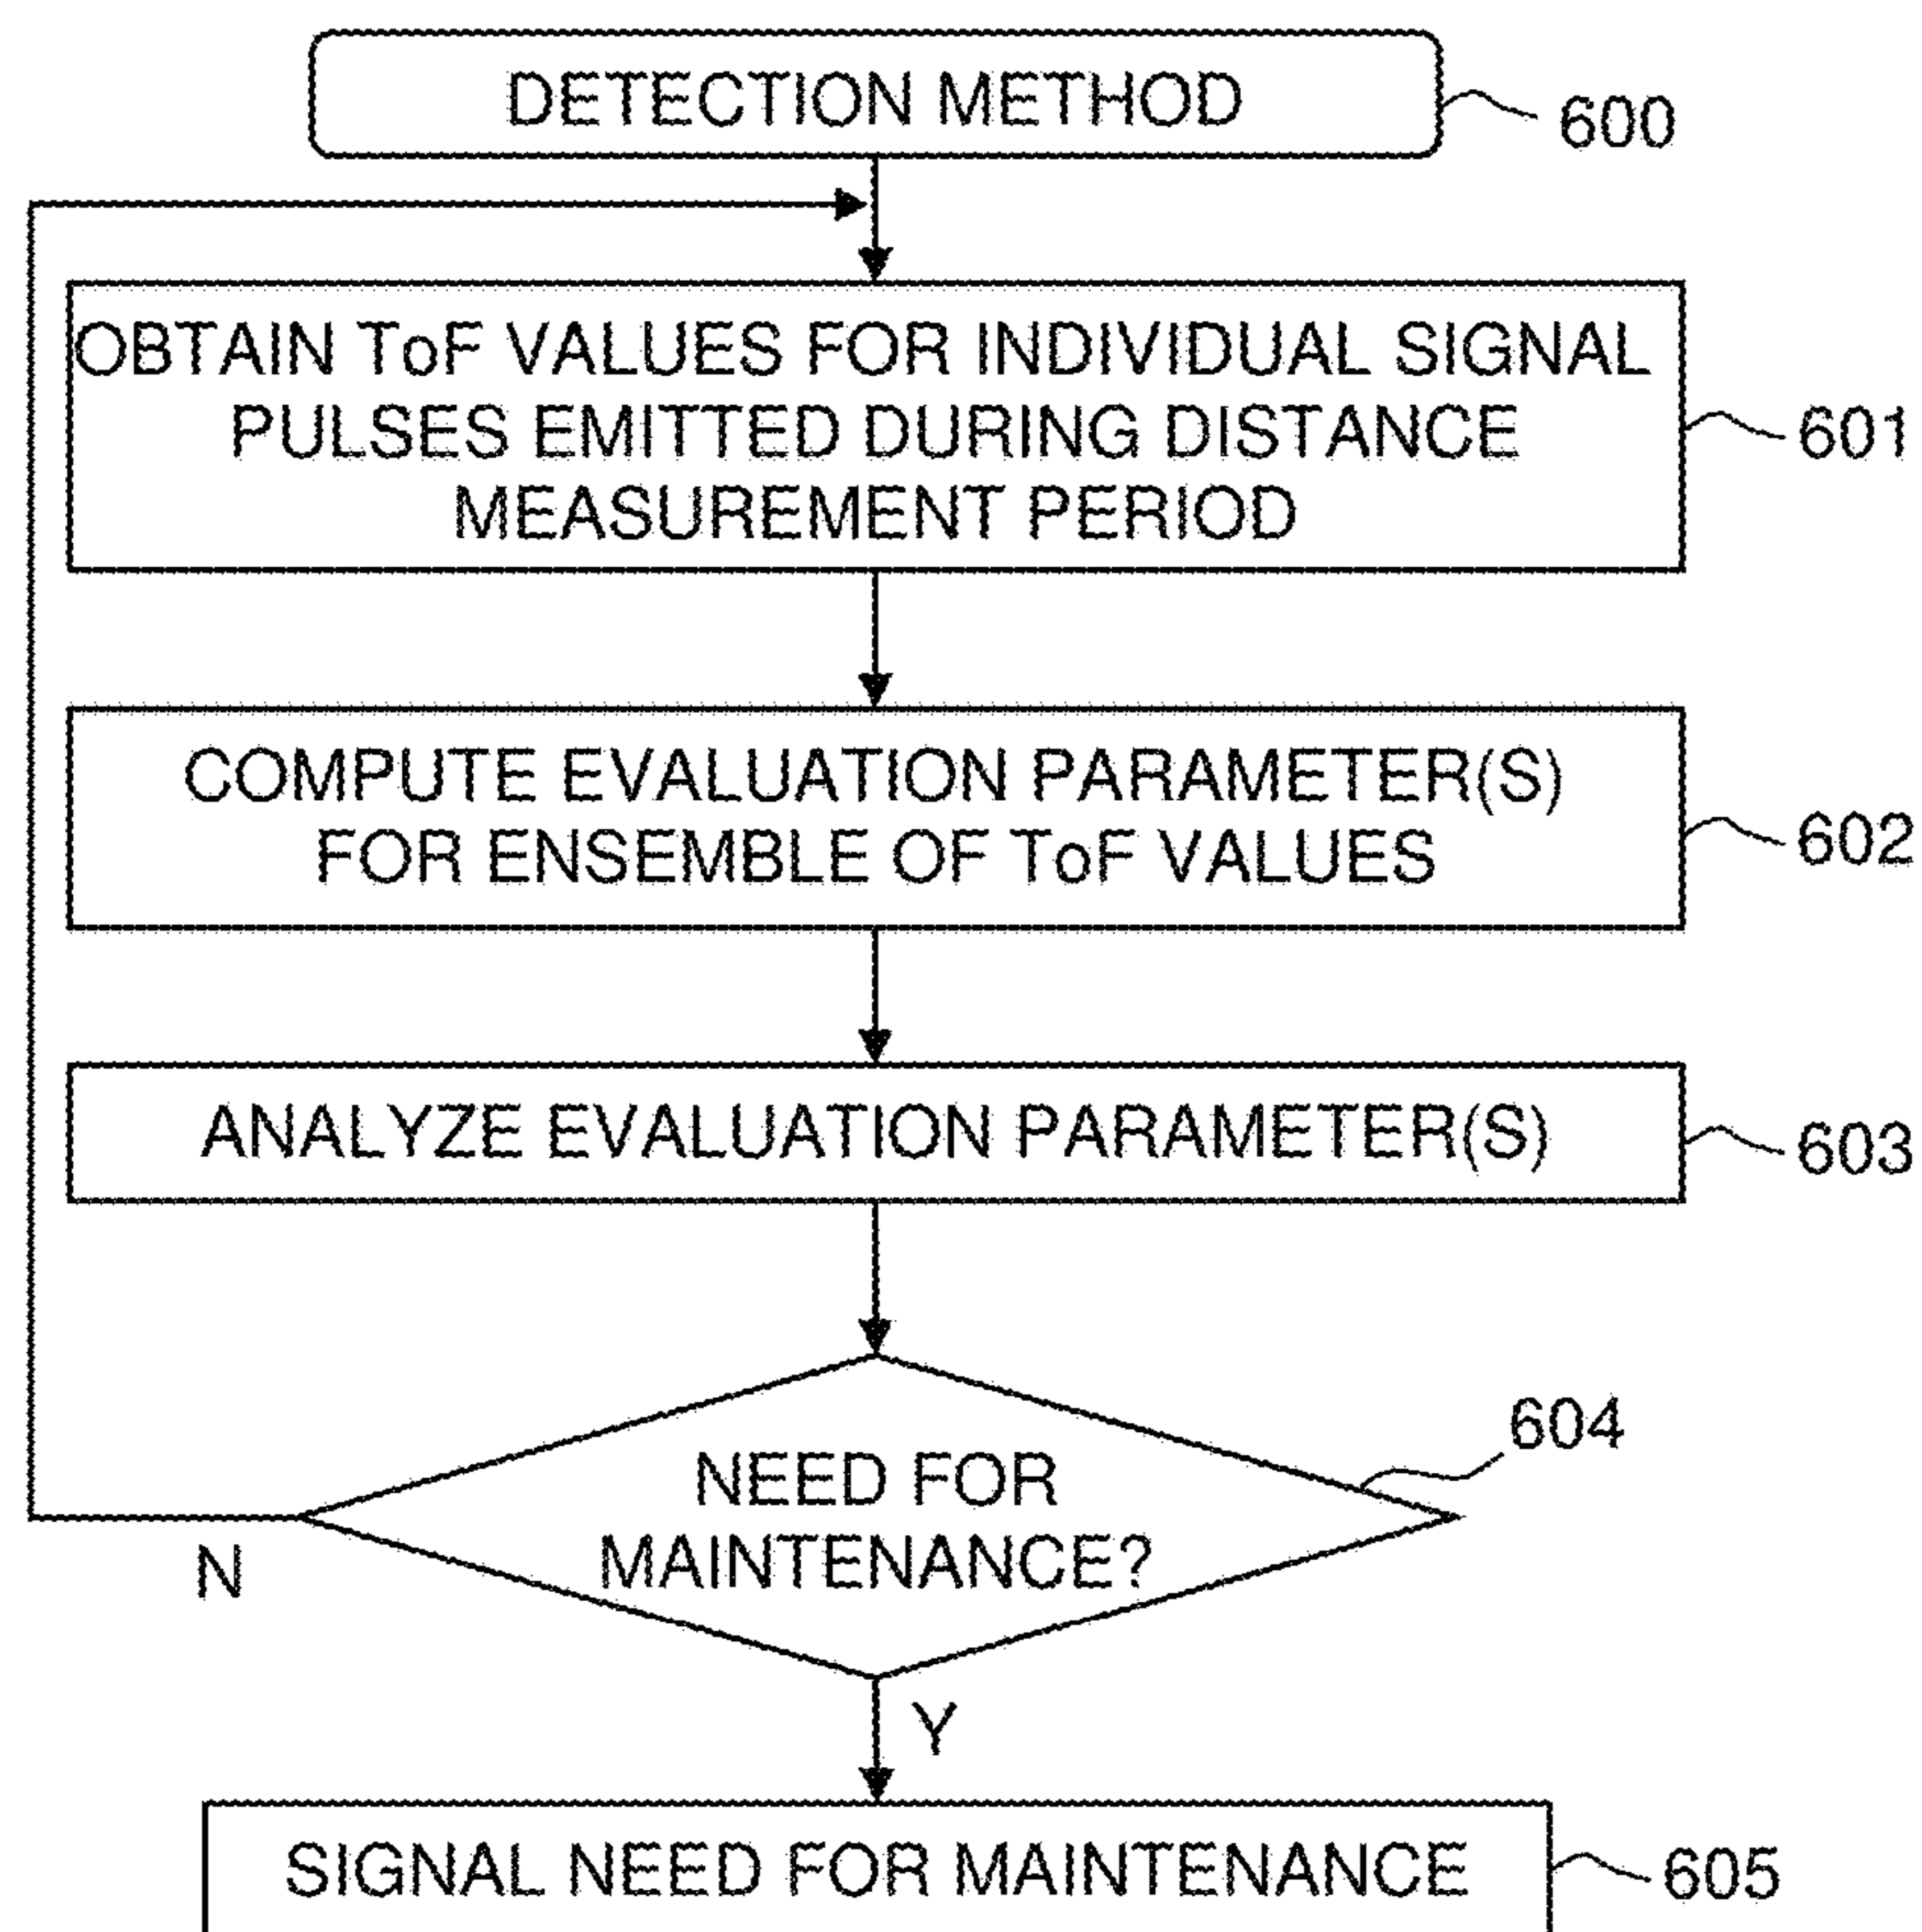 DETECTION METHOD
600
OBTAIN ToF VALUES FOR INDIVIDUAL SIGNAL
PULSES EMITTED DURING DISTANCE
MEASUREMENT PERIOD
601
COMPUTE EVALUATION PARAMETER(S)
FOR ENSEMBLE OF ToF VALUES
602
ANALYZE EVALUATION PARAMETER(S)
603
604
NEED FOR
MAINTENANCE?
N
Y
SIGNAL NEED FOR MAINTENANCE
605